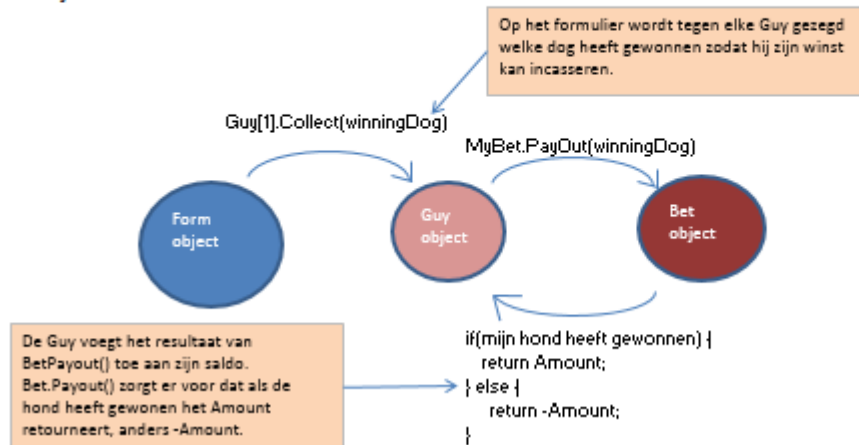 Op het formulier wordt tegen elke Guy gezegd
welke dog heeft gewonnen zodat hij zijn winst
kan incasseren.
Guy[1].Collect(winningDog)
MyBet.PayOut(winningDog)
Form
object
Guy
object
Bet
object
De Guy voegt het resultaat van
BetPayout() toe aan zijn saldo.
Bet.Payout() zorgt er voor dat als de
hond heeft gewonen het Amount
retourneert, anders -Amount.
if(mijn hond heeft gewonnen) {
return Amount;
} else {
return -Amount;
}